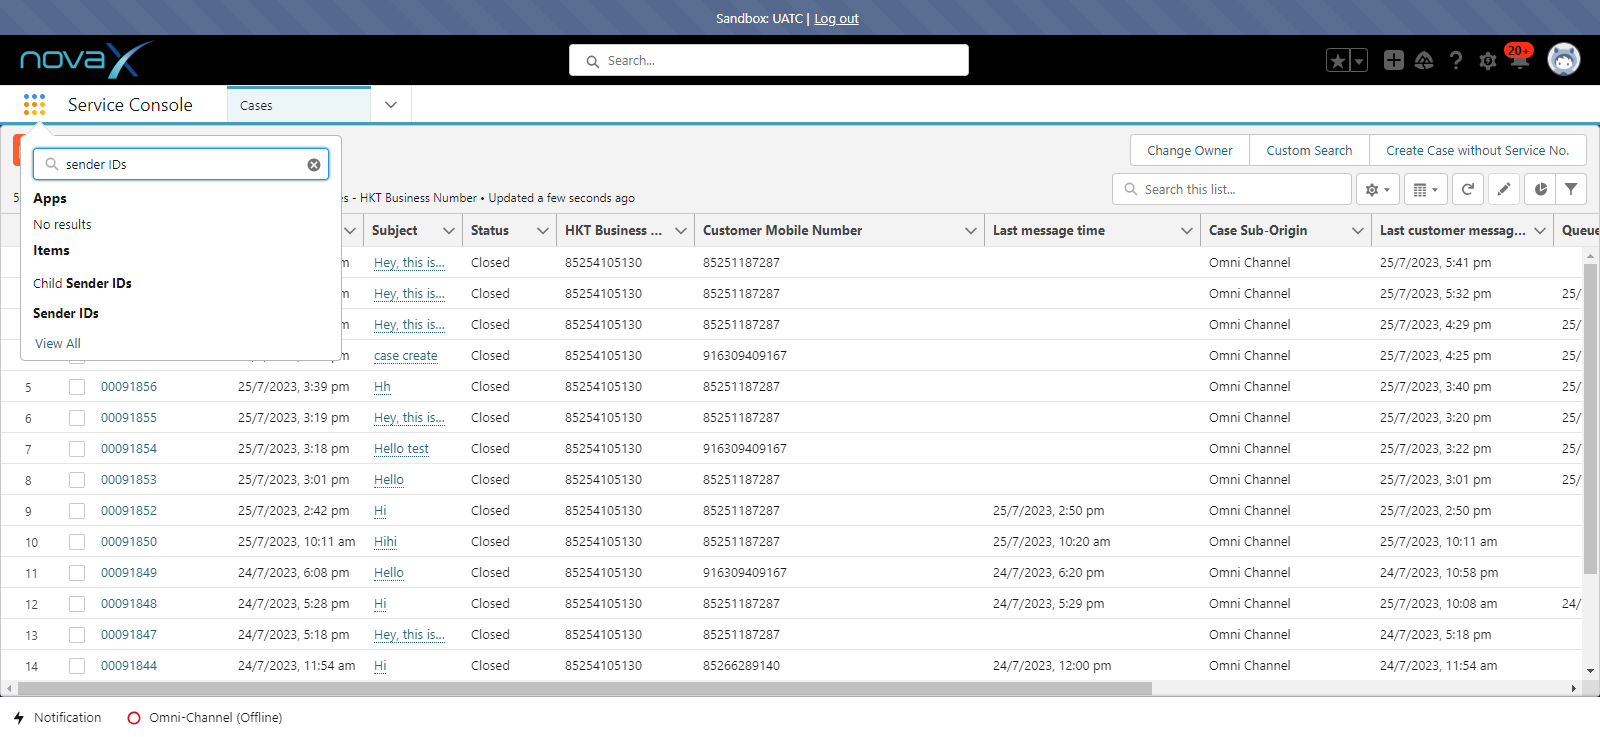 Sandbox: UATC | Log out
novaX
Search...
20+
Service Console
Cases
sender IDs
Apps
No results
Items
Child Sender IDs
Sender IDs
View All
Change Owner
Custom Search
Create Case without Service No.
- HKT Business Number • Updated a few seconds ago
Search this list...
Subject Status HKT Business ... Customer Mobile Number Last message time Case Sub-Origin Last customer messag... Queue
Hey, this is... Closed 85254105130 85251187287 Omni Channel 25/7/2023, 5:41 pm
Hey, this is... Closed 85254105130 85251187287 Omni Channel 25/7/2023, 5:32 pm 25/
Hey, this is... Closed 85254105130 85251187287 Omni Channel 25/7/2023, 4:29 pm 25/
case create Closed 85254105130 916309409167 Omni Channel 25/7/2023, 4:25 pm 25/
5 00091856 25/7/2023, 3:39 pm Hh Closed 85254105130 85251187287 Omni Channel 25/7/2023, 3:40 pm 25/
6 00091855 25/7/2023, 3:19 pm Hey, this is... Closed 85254105130 85251187287 Omni Channel 25/7/2023, 3:20 pm 25/
7 00091854 25/7/2023, 3:18 pm Hello test Closed 85254105130 916309409167 Omni Channel 25/7/2023, 3:22 pm 25/
8 00091853 25/7/2023, 3:01 pm Hello Closed 85254105130 85251187287 Omni Channel 25/7/2023, 3:01 pm 25/
9 00091852 25/7/2023, 2:42 pm Hi Closed 85254105130 85251187287 25/7/2023, 2:50 pm Omni Channel 25/7/2023, 2:50 pm
10 00091850 25/7/2023, 10:11 am Hihi Closed 85254105130 85251187287 25/7/2023, 10:20 am Omni Channel 25/7/2023, 10:11 am
11 00091849 24/7/2023, 6:08 pm Hello Closed 85254105130 916309409167 24/7/2023, 6:20 pm Omni Channel 24/7/2023, 10:58 pm
12 00091848 24/7/2023, 5:28 pm Hi Closed 85254105130 85251187287 24/7/2023, 5:29 pm Omni Channel 25/7/2023, 10:08 am 24/
13 00091847 24/7/2023, 5:18 pm Hey, this is... Closed 85254105130 85251187287 Omni Channel 24/7/2023, 5:18 pm
14 00091844 24/7/2023, 11:54 am Hi Closed 85254105130 85266289140 24/7/2023, 12:00 pm Omni Channel 24/7/2023, 11:54 am
Notification
Omni-Channel (Offline)